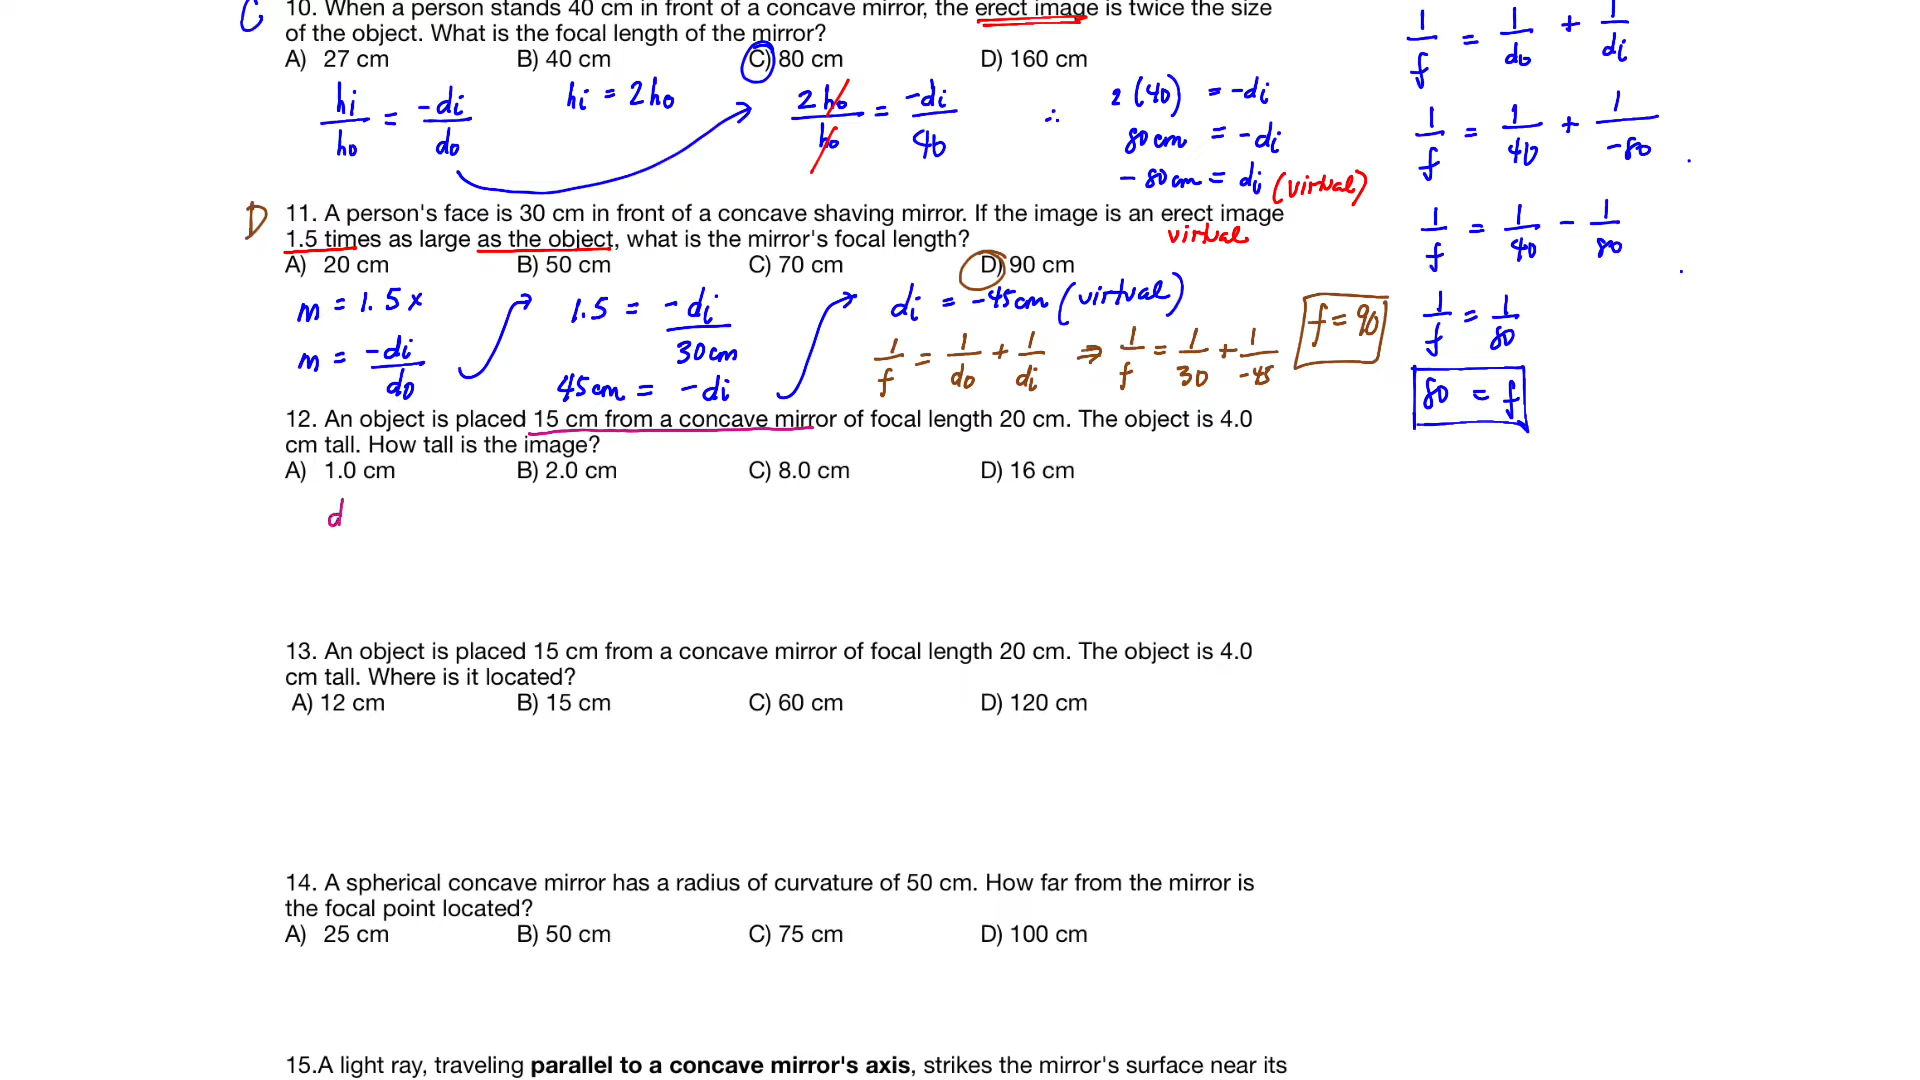 C 10. When a person stands 40 cm in front of a concave mirror, the erect image is twice the size
of the object. What is the focal length of the mirror?
A) 27 cm B) 40 cm C) 80 cm D) 160 cm
hi/ho = -di/do hi = 2ho 2ho/ho = -di/40 ∴ 2(40) = -di
80cm = -di
-80cm = di (virtual)
1/f = 1/do + 1/di
1/f = 1/40 + 1/-80
1/f = 1/40 - 1/80
1/f = 1/80
80 = f
D 11. A person's face is 30 cm in front of a concave shaving mirror. If the image is an erect image
virtual
1.5 times as large as the object, what is the mirror's focal length?
A) 20 cm B) 50 cm C) 70 cm D) 90 cm
m = 1.5x 1.5 = -di/30cm di = -45cm (virtual)
m = -di/do 45cm = -di 1/f = 1/do + 1/di ⇒ 1/f = 1/30 + 1/-45 f = 90
12. An object is placed 15 cm from a concave mirror of focal length 20 cm. The object is 4.0
cm tall. How tall is the image?
A) 1.0 cm B) 2.0 cm C) 8.0 cm D) 16 cm
d
13. An object is placed 15 cm from a concave mirror of focal length 20 cm. The object is 4.0
cm tall. Where is it located?
A) 12 cm B) 15 cm C) 60 cm D) 120 cm
14. A spherical concave mirror has a radius of curvature of 50 cm. How far from the mirror is
the focal point located?
A) 25 cm B) 50 cm C) 75 cm D) 100 cm
15.A light ray, traveling parallel to a concave mirror's axis, strikes the mirror's surface near its